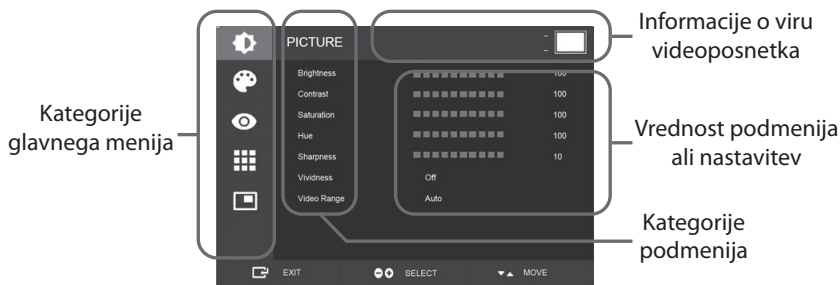 Informacije o viru
videoposnetka
PICTURE
Brightness 100
Contrast 100
Saturation 100
Hue 100
Sharpness 10
Vividness Off
Video Range Auto
Kategorije
glavnega menija
Vrednost podmenija
ali nastavitev
Kategorije
podmenija
EXIT SELECT MOVE